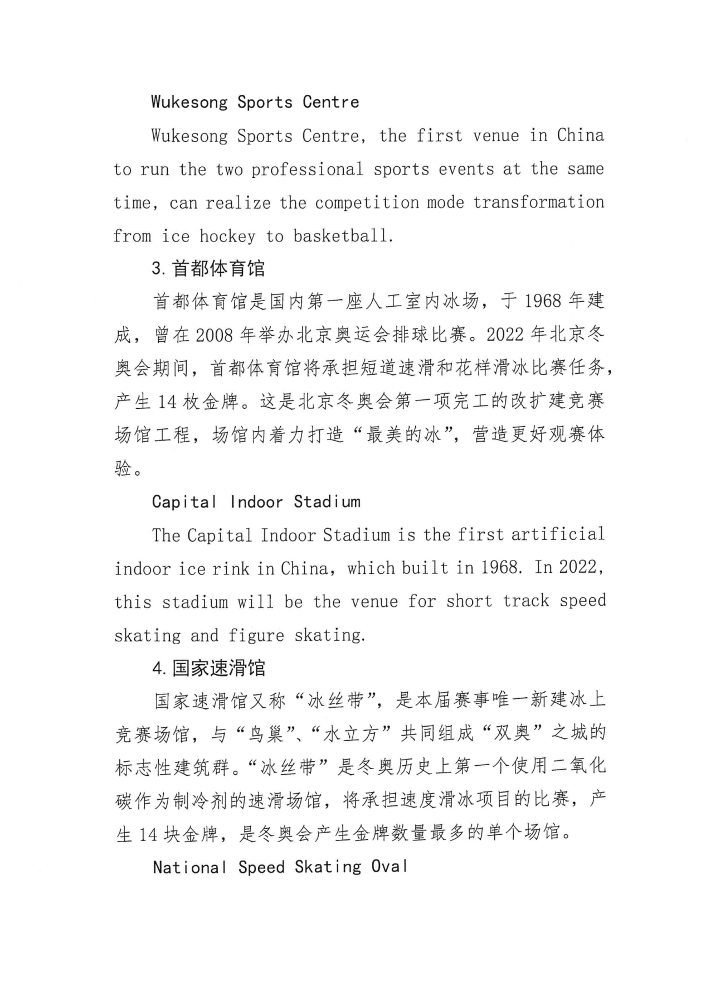 Wukesong Sports Centre
Wukesong Sports Centre, the first venue in China
to run the two professional sports events at the same
time, can realize the competition mode transformation
from ice hockey to basketball.
3. 首都体育馆
首都体育馆是国内第一座人工室内冰场，于 1968 年建
成，曾在 2008 年举办北京奥运会排球比赛。2022 年北京冬
奥会期间，首都体育馆将承担短道速滑和花样滑冰比赛任务，
产生 14 枚金牌。这是北京冬奥会第一项完工的改扩建竞赛
场馆工程，场馆内着力打造“最美的冰”，营造更好观赛体
验。
Capital Indoor Stadium
The Capital Indoor Stadium is the first artificial
indoor ice rink in China, which built in 1968. In 2022,
this stadium will be the venue for short track speed
skating and figure skating.
4. 国家速滑馆
国家速滑馆又称“冰丝带”，是本届赛事唯一新建冰上
竞赛场馆，与“鸟巢”、“水立方”共同组成“双奥”之城的
标志性建筑群。“冰丝带”是冬奥历史上第一个使用二氧化
碳作为制冷剂的速滑场馆，将承担速度滑冰项目的比赛，产
生 14 块金牌，是冬奥会产生金牌数量最多的单个场馆。
National Speed Skating Oval